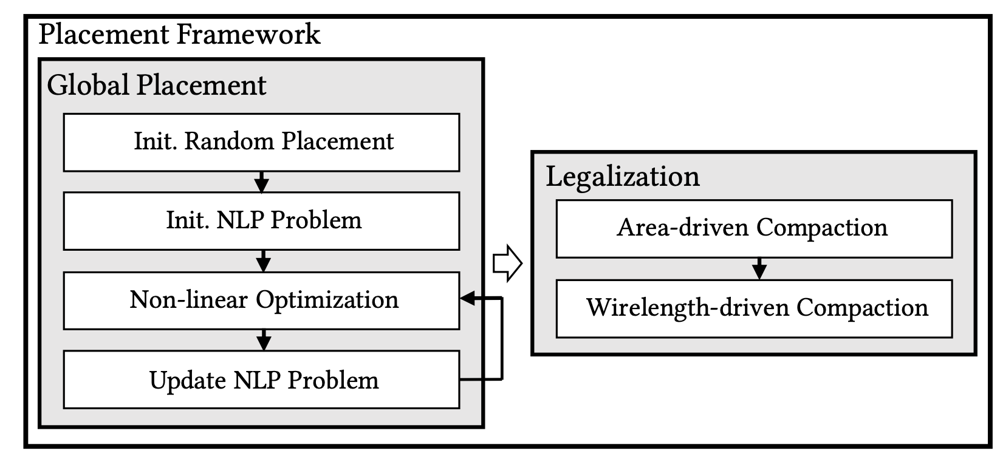 Placement Framework
Global Placement
Init. Random Placement
Init. NLP Problem
Non-linear Optimization
Update NLP Problem
Legalization
Area-driven Compaction
Wirelength-driven Compaction